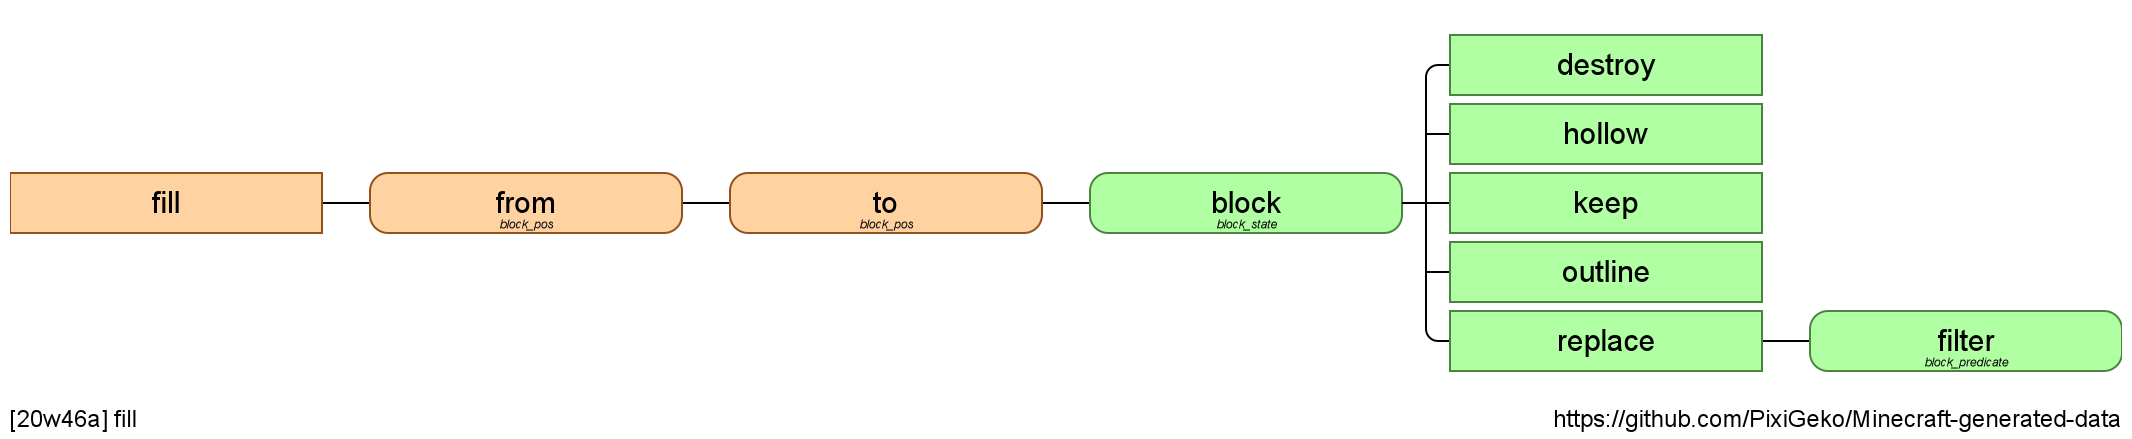 fill
from
block_pos
to
block_pos
block
block_state
destroy
hollow
keep
outline
replace
filter
block_predicate
[20w46a] fill
https://github.com/PixiGeko/Minecraft-generated-data